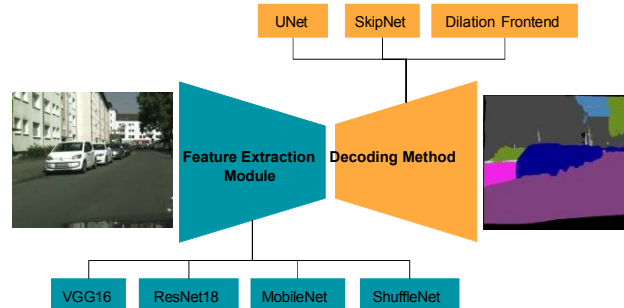 UNet
SkipNet
Dilation Frontend
Feature Extraction
Module
Decoding Method
VGG16
ResNet18
MobileNet
ShuffleNet